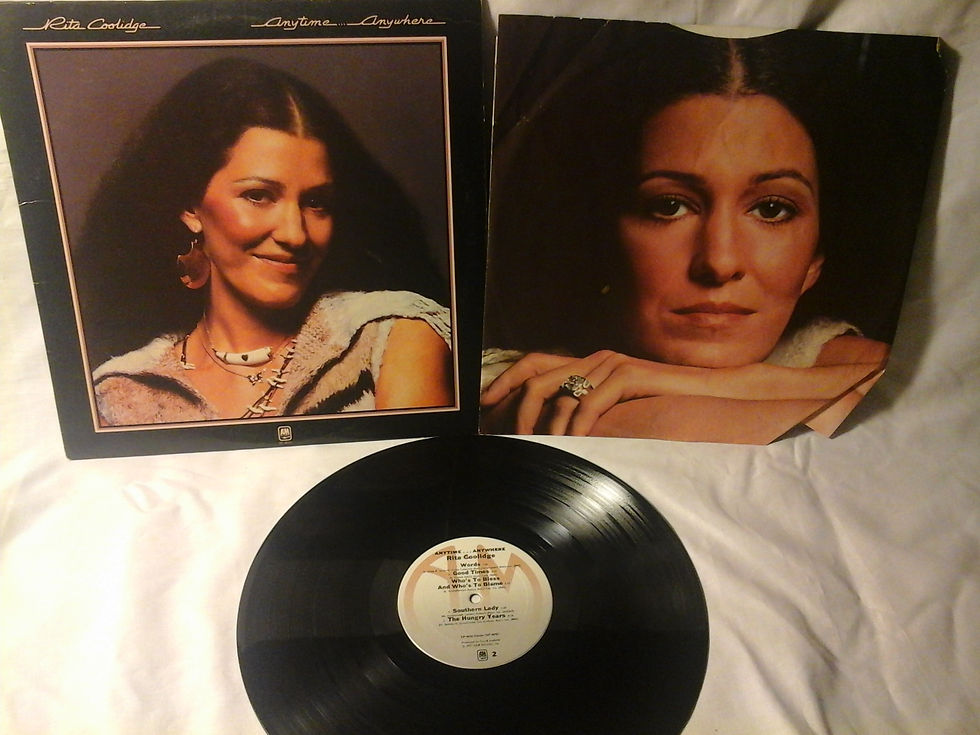 Rita Coolidge Anytime ... Anywhere
A&M
ANYTIME ... ANYWHERE
Rita Coolidge
Words
Good Times
Who's To Bless
And Who's To Blame
Southern Lady
The Hungry Years
A&M 2